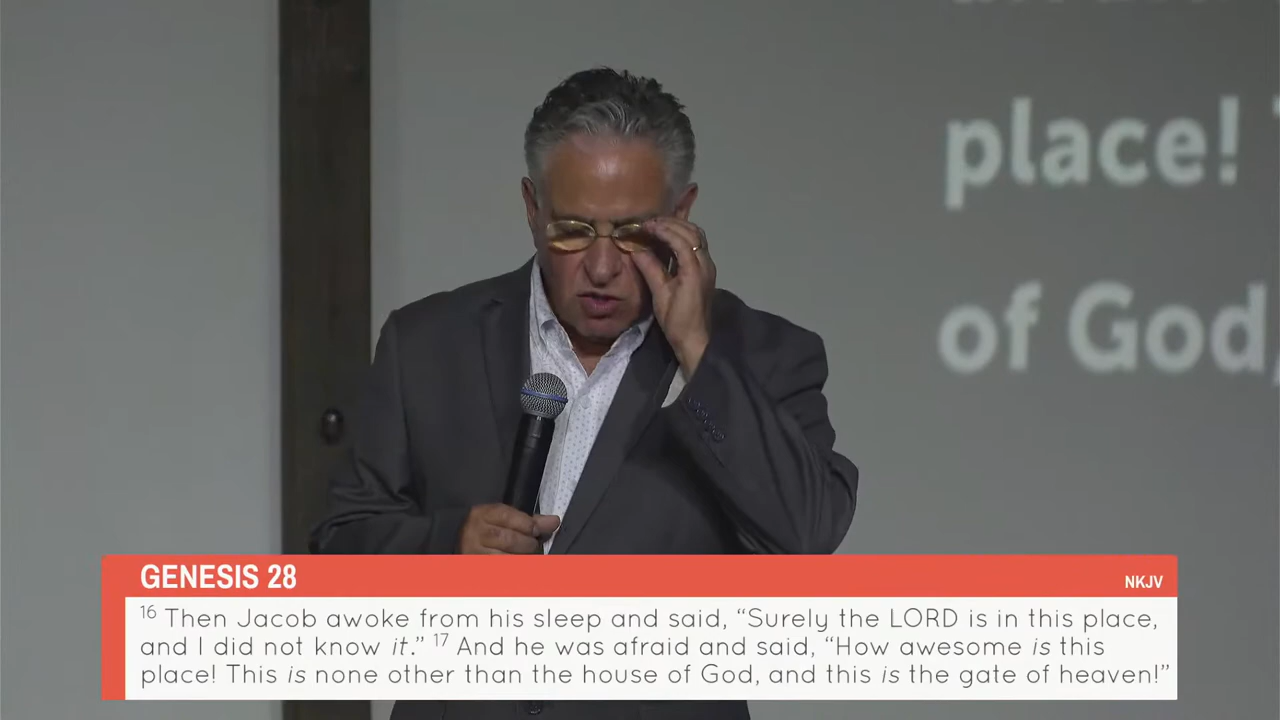 place!
of God,
GENESIS 28
NKJV
16 Then Jacob awoke from his sleep and said, “Surely the LORD is in this place,
and I did not know it.” 17 And he was afraid and said, “How awesome is this
place! This is none other than the house of God, and this is the gate of heaven!”